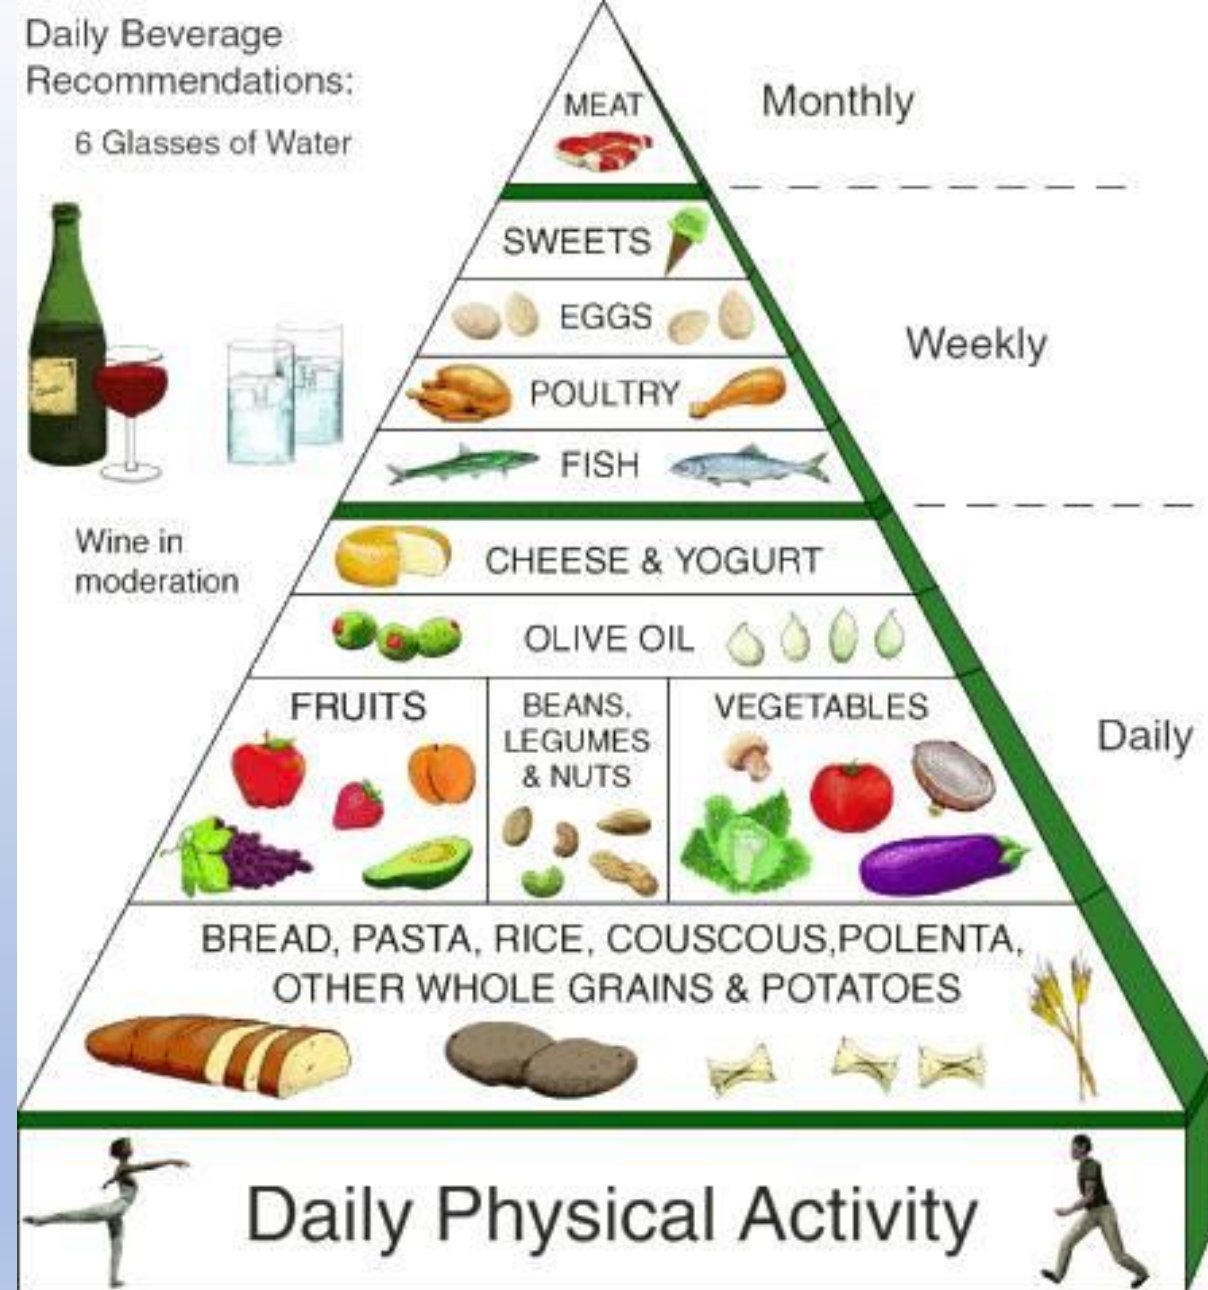 Daily Beverage
Recommendations:
6 Glasses of Water
Wine in
moderation
MEAT
Monthly
SWEETS
EGGS
POULTRY
FISH
Weekly
CHEESE & YOGURT
OLIVE OIL
FRUITS
BEANS,
LEGUMES
& NUTS
VEGETABLES
Daily
BREAD, PASTA, RICE, COUSCOUS,POLENTA,
OTHER WHOLE GRAINS & POTATOES
Daily Physical Activity